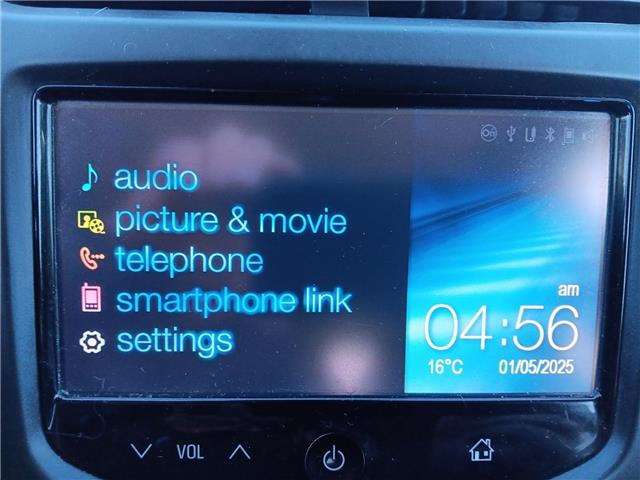 audio
picture & movie
telephone
smartphone link
settings
am
04:56
16°C 01/05/2025
VOL